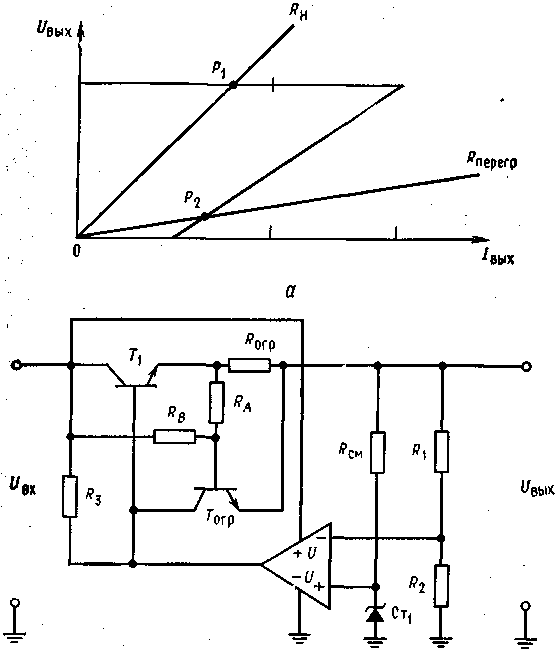 Uвых
Rн
P1
Rперегр
P2
0
Iвых
а
T1
Rогр
RA
RB
Rсм
R1
Uвх
R3
Tогр
Uвых
+ U
−
− U
+
R2
Ст1